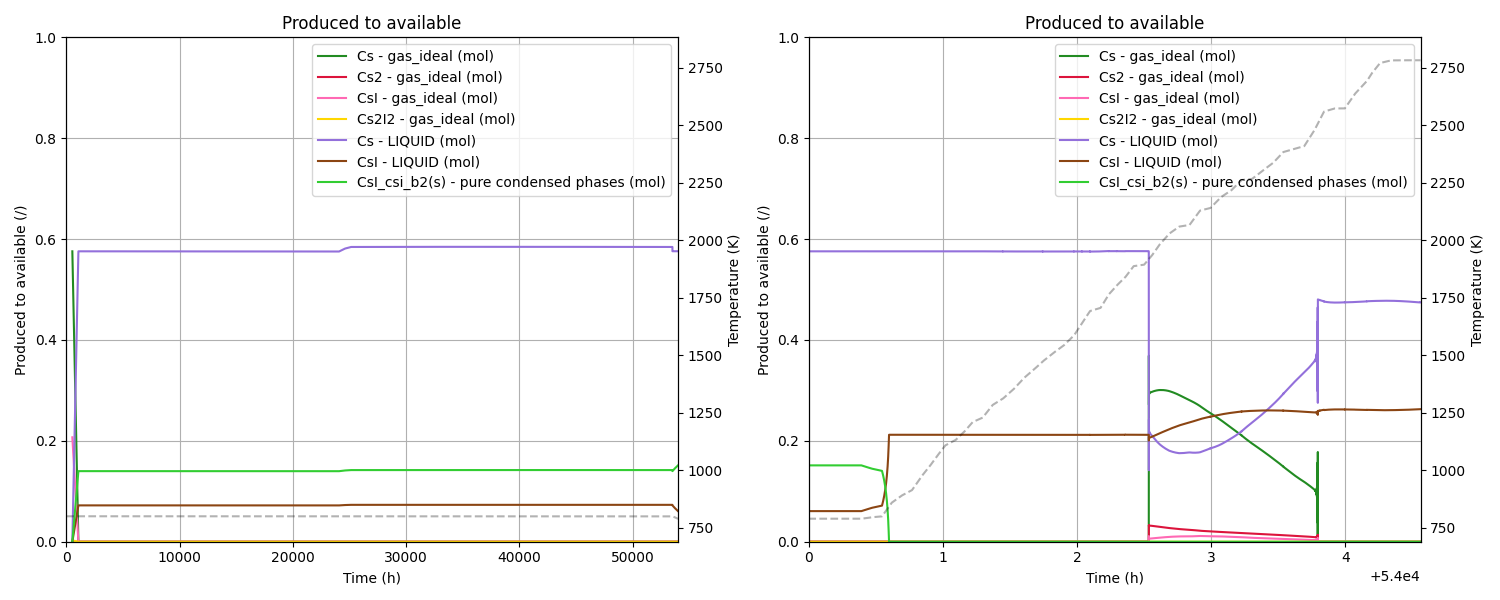 Produced to available
1.0
0.8
0.6
0.4
0.2
0.0
Produced to available (/)
Cs - gas_ideal (mol)
Cs2 - gas_ideal (mol)
CsI - gas_ideal (mol)
Cs2I2 - gas_ideal (mol)
Cs - LIQUID (mol)
CsI - LIQUID (mol)
CsI_csi_b2(s) - pure condensed phases (mol)
2750
2500
2250
2000
1750
1500
1250
1000
750
Temperature (K)
0 10000 20000 30000 40000 50000
Time (h)
Produced to available
1.0
0.8
0.6
0.4
0.2
0.0
Produced to available (/)
Cs - gas_ideal (mol)
Cs2 - gas_ideal (mol)
CsI - gas_ideal (mol)
Cs2I2 - gas_ideal (mol)
Cs - LIQUID (mol)
CsI - LIQUID (mol)
CsI_csi_b2(s) - pure condensed phases (mol)
2750
2500
2250
2000
1750
1500
1250
1000
750
Temperature (K)
0 1 2 3 4
+5.4e4
Time (h)